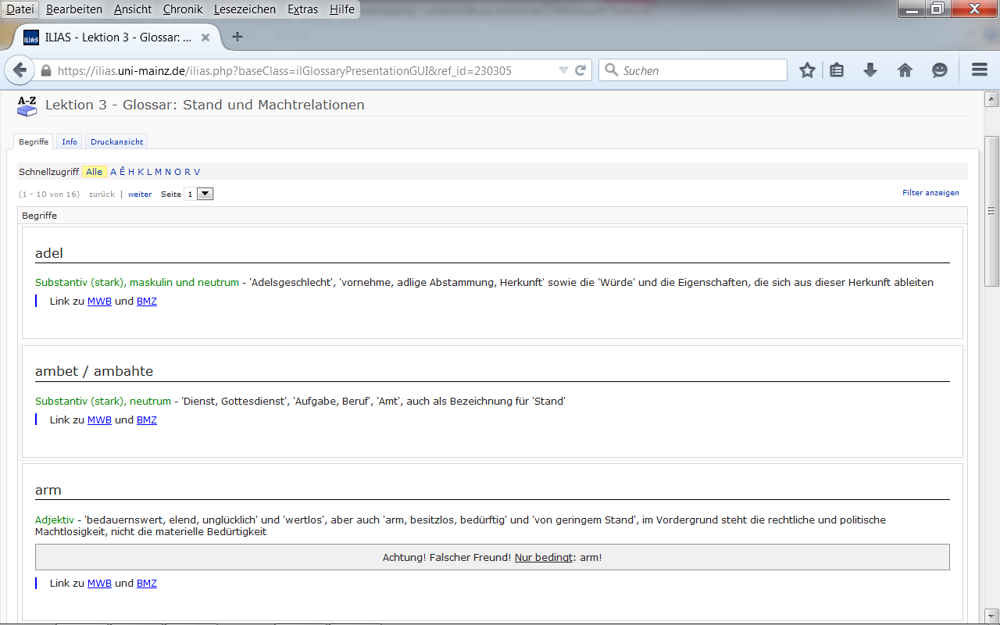 Datei Bearbeiten Ansicht Chronik Lesezeichen Extras Hilfe
ILIAS ILIAS - Lektion 3 - Glossar: ...
https://ilias.uni-mainz.de/ilias.php?baseClass=ilGlossaryPresentationGUI&ref_id=230305 Suchen
A-Z Lektion 3 - Glossar: Stand und Machtrelationen
Begriffe Info Druckansicht
Schnellzugriff Alle A Ê H K L M N O R V
(1 - 10 von 16) zurück | weiter Seite 1 Filter anzeigen
Begriffe
adel
Substantiv (stark), maskulin und neutrum - 'Adelsgeschlecht', 'vornehme, adlige Abstammung, Herkunft' sowie die 'Würde' und die Eigenschaften, die sich aus dieser Herkunft ableiten
Link zu MWB und BMZ
ambet / ambahte
Substantiv (stark), neutrum - 'Dienst, Gottesdienst', 'Aufgabe, Beruf', 'Amt', auch als Bezeichnung für 'Stand'
Link zu MWB und BMZ
arm
Adjektiv - 'bedauernswert, elend, unglücklich' und 'wertlos', aber auch 'arm, besitzlos, bedürftig' und 'von geringem Stand', im Vordergrund steht die rechtliche und politische
Machtlosigkeit, nicht die materielle Bedürtigkeit
Achtung! Falscher Freund! Nur bedingt: arm!
Link zu MWB und BMZ